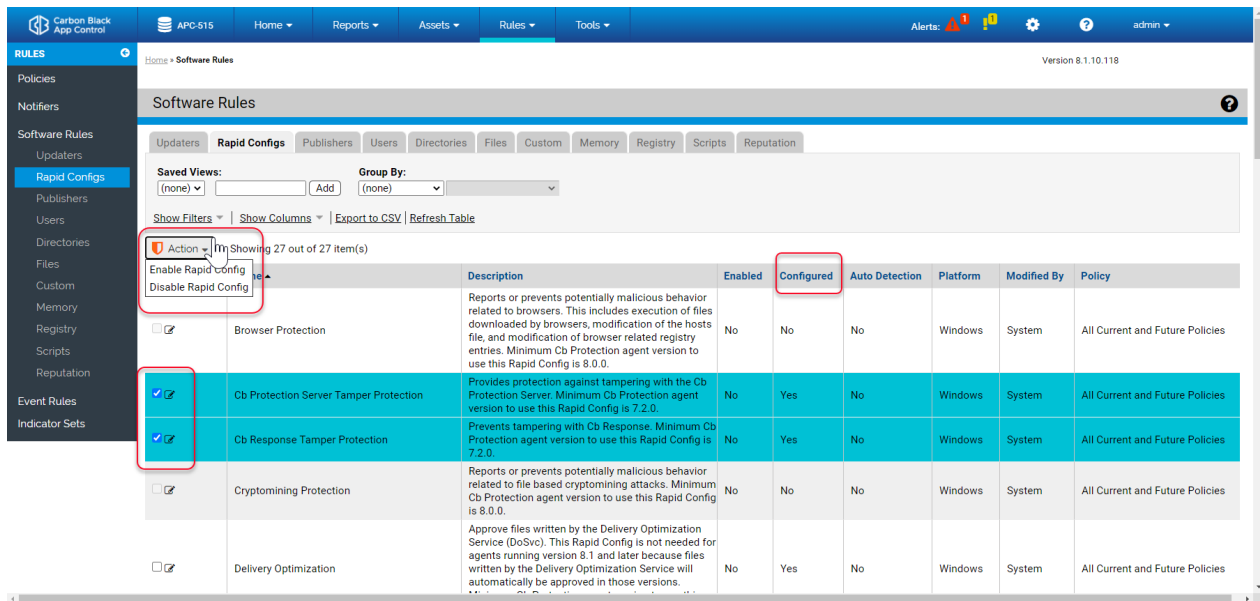 Carbon Black
App Control
APC-515
Home
Reports
Assets
Rules
Tools
Alerts:
1
1
admin
RULES
Policies
Notifiers
Software Rules
Updaters
Rapid Configs
Publishers
Users
Directories
Files
Custom
Memory
Registry
Scripts
Reputation
Event Rules
Indicator Sets
Home » Software Rules
Version 8.1.10.118
Software Rules
Updaters Rapid Configs Publishers Users Directories Files Custom Memory Registry Scripts Reputation
Saved Views: Group By:
(none) Add (none)
Show Filters | Show Columns | Export to CSV | Refresh Table
Action Showing 27 out of 27 item(s)
Enable Rapid Config
Disable Rapid Config
Description Enabled Configured Auto Detection Platform Modified By Policy
Browser Protection
Reports or prevents potentially malicious behavior
related to browsers. This includes execution of files
downloaded by browsers, modification of the hosts
file, and modification of browser related registry
entries. Minimum Cb Protection agent version to
use this Rapid Config is 8.0.0.
No No No Windows System All Current and Future Policies
Cb Protection Server Tamper Protection
Provides protection against tampering with the Cb
Protection Server. Minimum Cb Protection agent
version to use this Rapid Config is 7.2.0.
No Yes No Windows System All Current and Future Policies
Cb Response Tamper Protection
Prevents tampering with Cb Response. Minimum Cb
Protection agent version to use this Rapid Config is
7.2.0.
No Yes No Windows System All Current and Future Policies
Cryptomining Protection
Reports or prevents potentially malicious behavior
related to file based cryptomining attacks. Minimum
Cb Protection agent version to use this Rapid Config
is 8.0.0.
No No No Windows System All Current and Future Policies
Delivery Optimization
Approve files written by the Delivery Optimization
Service (DoSvc). This Rapid Config is not needed for
agents running version 8.1 and later because files
written by the Delivery Optimization Service will
automatically be approved in those versions.
No Yes No Windows System All Current and Future Policies